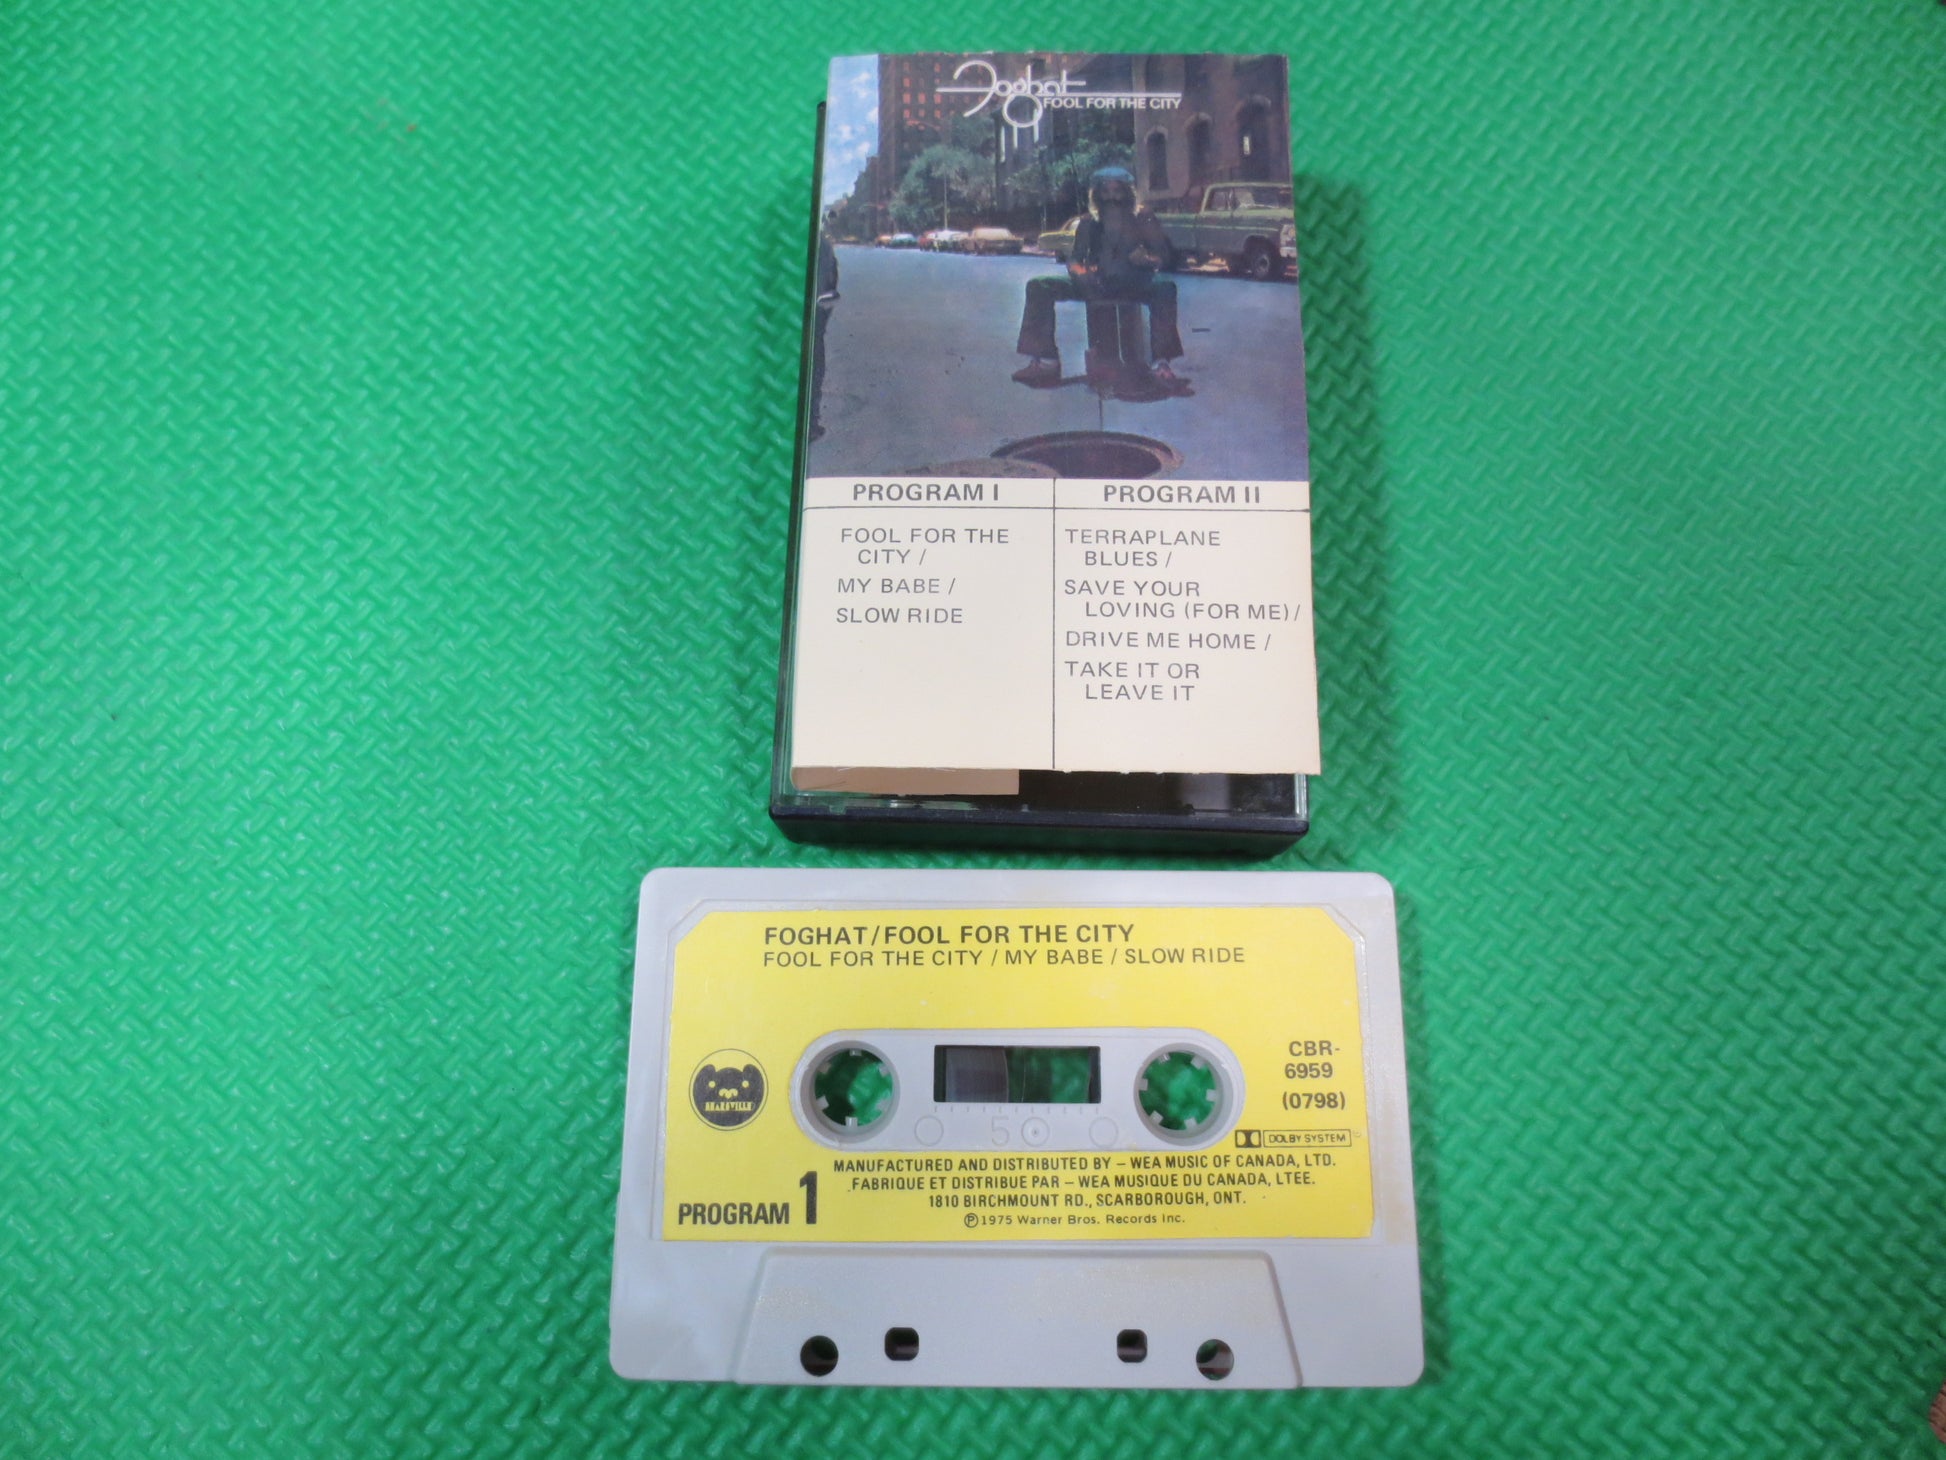 Foghat
FOOL FOR THE CITY
PROGRAM I
FOOL FOR THE
CITY /
MY BABE /
SLOW RIDE
PROGRAM II
TERRAPLANE
BLUES /
SAVE YOUR
LOVING (FOR ME) /
DRIVE ME HOME /
TAKE IT OR
LEAVE IT
FOGHAT/FOOL FOR THE CITY
FOOL FOR THE CITY / MY BABE / SLOW RIDE
CBR-
6959
(0798)
BEARSVILLE
5
DOLBY SYSTEM
MANUFACTURED AND DISTRIBUTED BY – WEA MUSIC OF CANADA, LTD.
FABRIQUE ET DISTRIBUE PAR – WEA MUSIQUE DU CANADA, LTEE.
1810 BIRCHMOUNT RD., SCARBOROUGH, ONT.
℗1975 Warner Bros. Records Inc.
PROGRAM 1